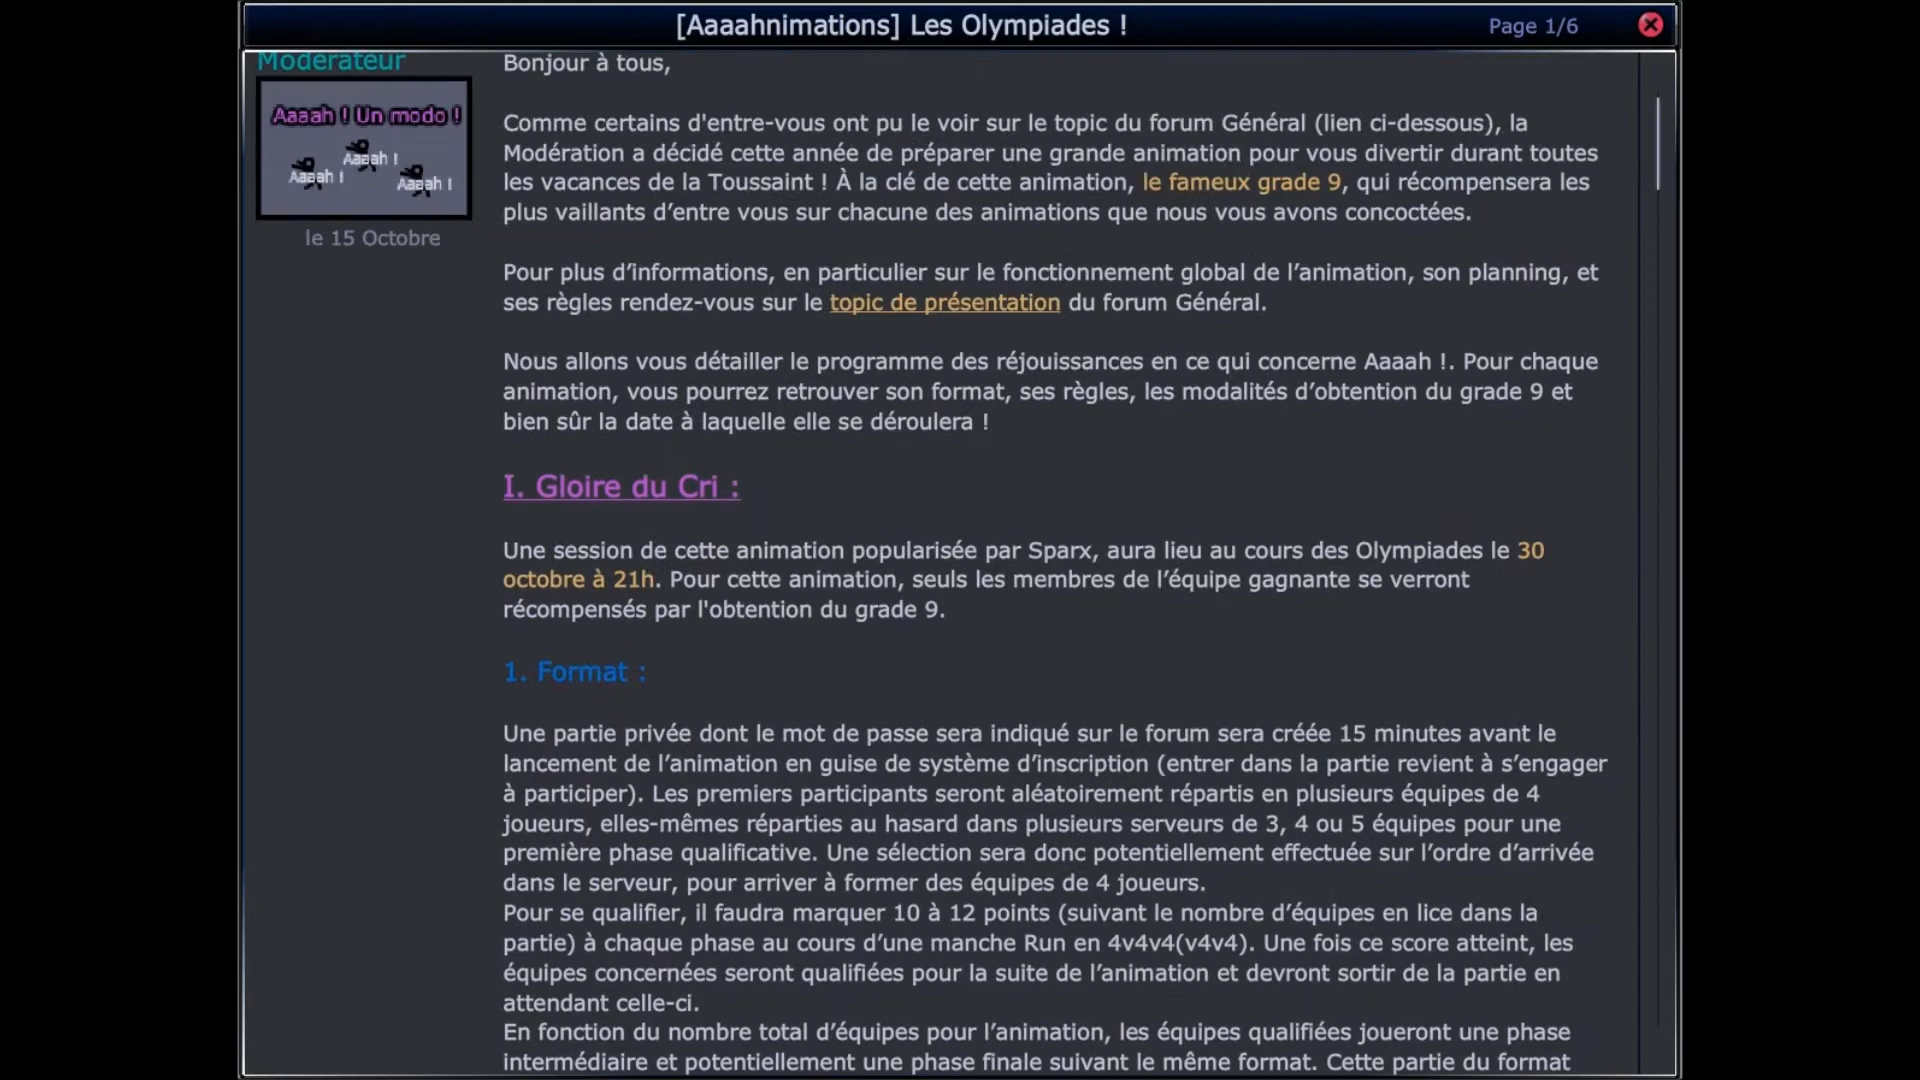 [Aaaahnimations] Les Olympiades !
Page 1/6
Modérateur
Aaaah ! Un modo !
Aaaah !
Aaaah !
Aaaah !
le 15 Octobre
Bonjour à tous,
Comme certains d'entre-vous ont pu le voir sur le topic du forum Général (lien ci-dessous), la
Modération a décidé cette année de préparer une grande animation pour vous divertir durant toutes
les vacances de la Toussaint ! À la clé de cette animation, le fameux grade 9, qui récompensera les
plus vaillants d’entre vous sur chacune des animations que nous vous avons concoctées.
Pour plus d’informations, en particulier sur le fonctionnement global de l’animation, son planning, et
ses règles rendez-vous sur le topic de présentation du forum Général.
Nous allons vous détailler le programme des réjouissances en ce qui concerne Aaaah !. Pour chaque
animation, vous pourrez retrouver son format, ses règles, les modalités d’obtention du grade 9 et
bien sûr la date à laquelle elle se déroulera !
I. Gloire du Cri :
Une session de cette animation popularisée par Sparx, aura lieu au cours des Olympiades le 30
octobre à 21h. Pour cette animation, seuls les membres de l’équipe gagnante se verront
récompensés par l'obtention du grade 9.
1. Format :
Une partie privée dont le mot de passe sera indiqué sur le forum sera créée 15 minutes avant le
lancement de l’animation en guise de système d’inscription (entrer dans la partie revient à s’engager
à participer). Les premiers participants seront aléatoirement répartis en plusieurs équipes de 4
joueurs, elles-mêmes réparties au hasard dans plusieurs serveurs de 3, 4 ou 5 équipes pour une
première phase qualificative. Une sélection sera donc potentiellement effectuée sur l’ordre d’arrivée
dans le serveur, pour arriver à former des équipes de 4 joueurs.
Pour se qualifier, il faudra marquer 10 à 12 points (suivant le nombre d’équipes en lice dans la
partie) à chaque phase au cours d’une manche Run en 4v4v4(v4v4). Une fois ce score atteint, les
équipes concernées seront qualifiées pour la suite de l’animation et devront sortir de la partie en
attendant celle-ci.
En fonction du nombre total d’équipes pour l’animation, les équipes qualifiées joueront une phase
intermédiaire et potentiellement une phase finale suivant le même format. Cette partie du format